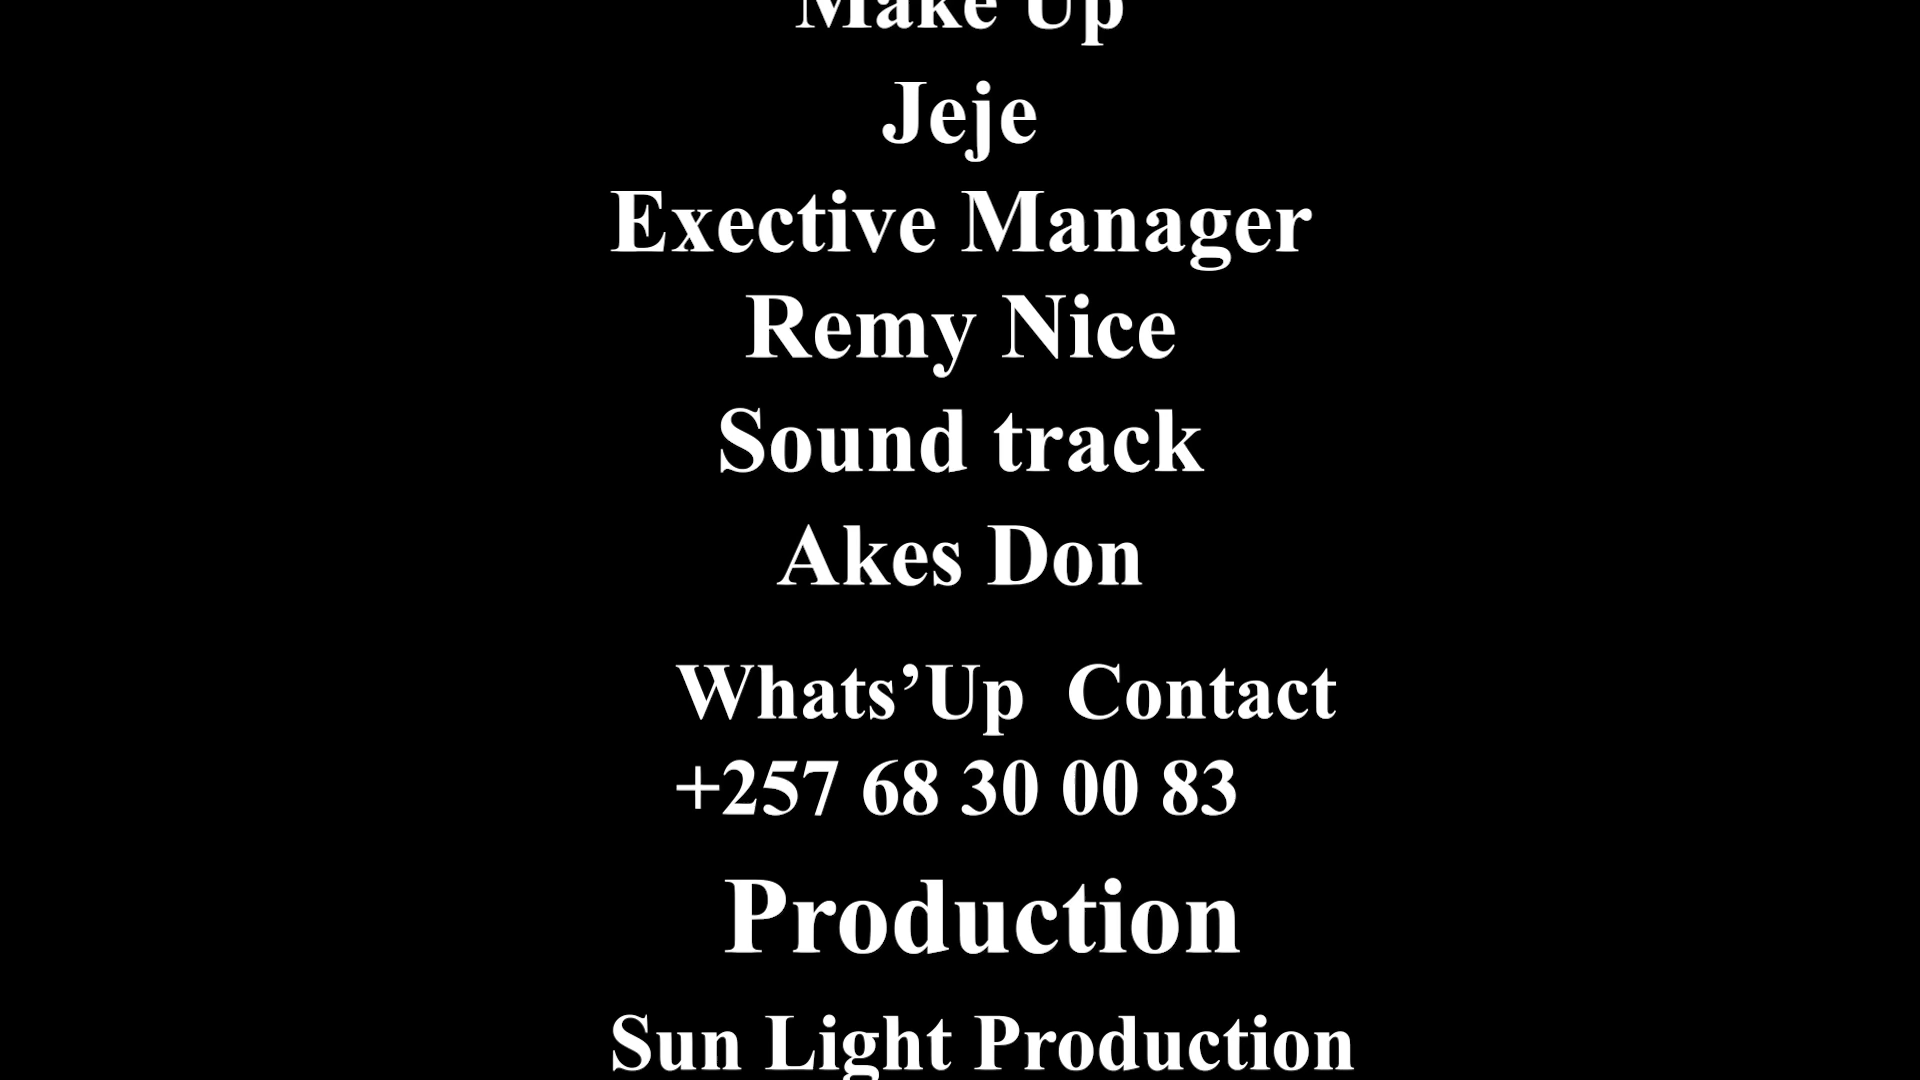 Make Up
Jeje
Exective Manager
Remy Nice
Sound track
Akes Don
Whats’Up Contact
+257 68 30 00 83
Production
Sun Light Production